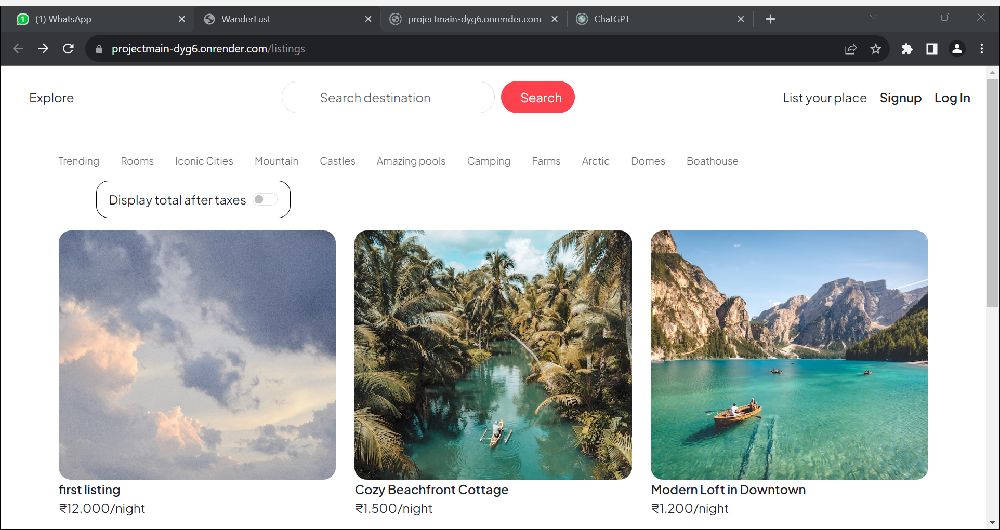 (1) WhatsApp
WanderLust
projectmain-dyg6.onrender.com
ChatGPT
projectmain-dyg6.onrender.com/listings
Explore
Search destination
Search
List your place
Signup
Log In
Trending
Rooms
Iconic Cities
Mountain
Castles
Amazing pools
Camping
Farms
Arctic
Domes
Boathouse
Display total after taxes
first listing
₹12,000/night
Cozy Beachfront Cottage
₹1,500/night
Modern Loft in Downtown
₹1,200/night